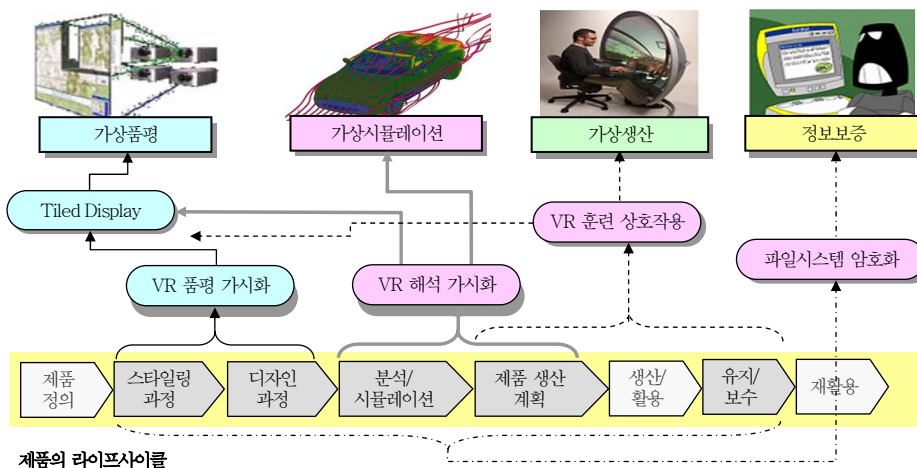 가상품평
가상시뮬레이션
가상생산
정보보증
Tiled Display
VR 훈련 상호작용
파일시스템 암호화
VR 품평 가시화
VR 해석 가시화
제품
정의
스타일링
과정
디자인
과정
분석/
시뮬레이션
제품 생산
계획
생산/
활용
유지/
보수
재활용
제품의 라이프사이클